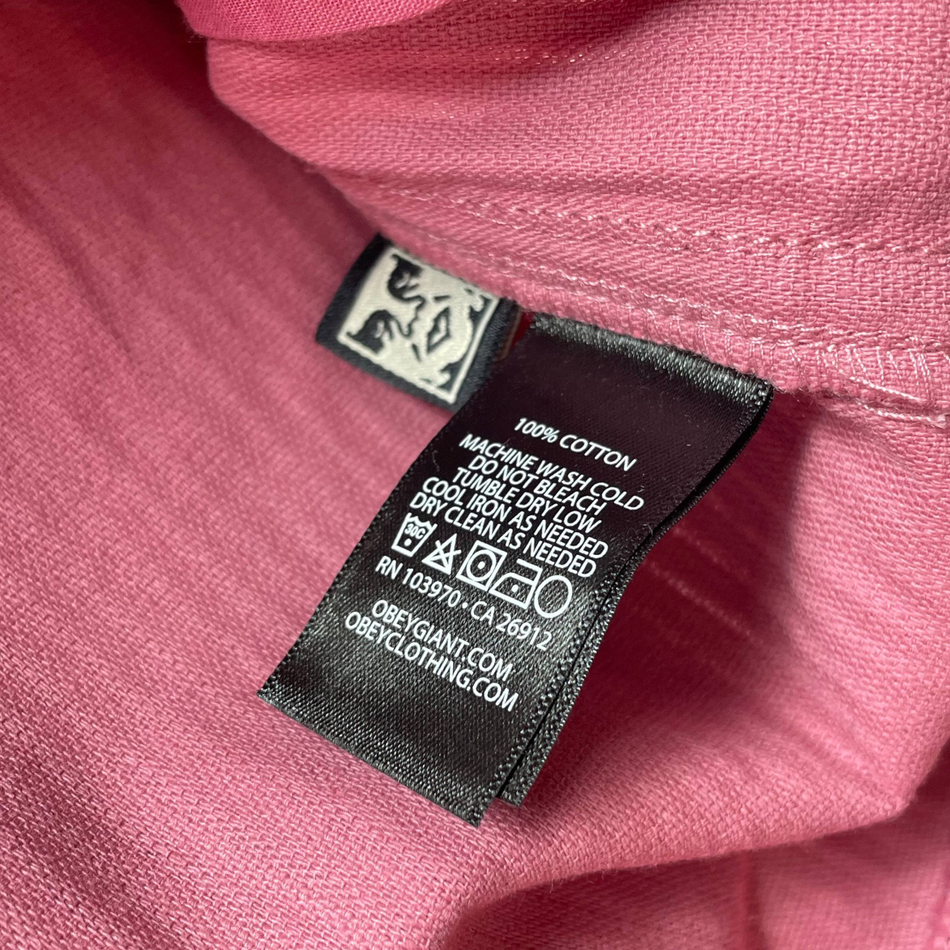 100% COTTON
MACHINE WASH COLD
DO NOT BLEACH
TUMBLE DRY LOW
COOL IRON AS NEEDED
DRY CLEAN AS NEEDED
30C
RN 103970 • CA 26912
OBEYGIANT.COM
OBEYCLOTHING.COM